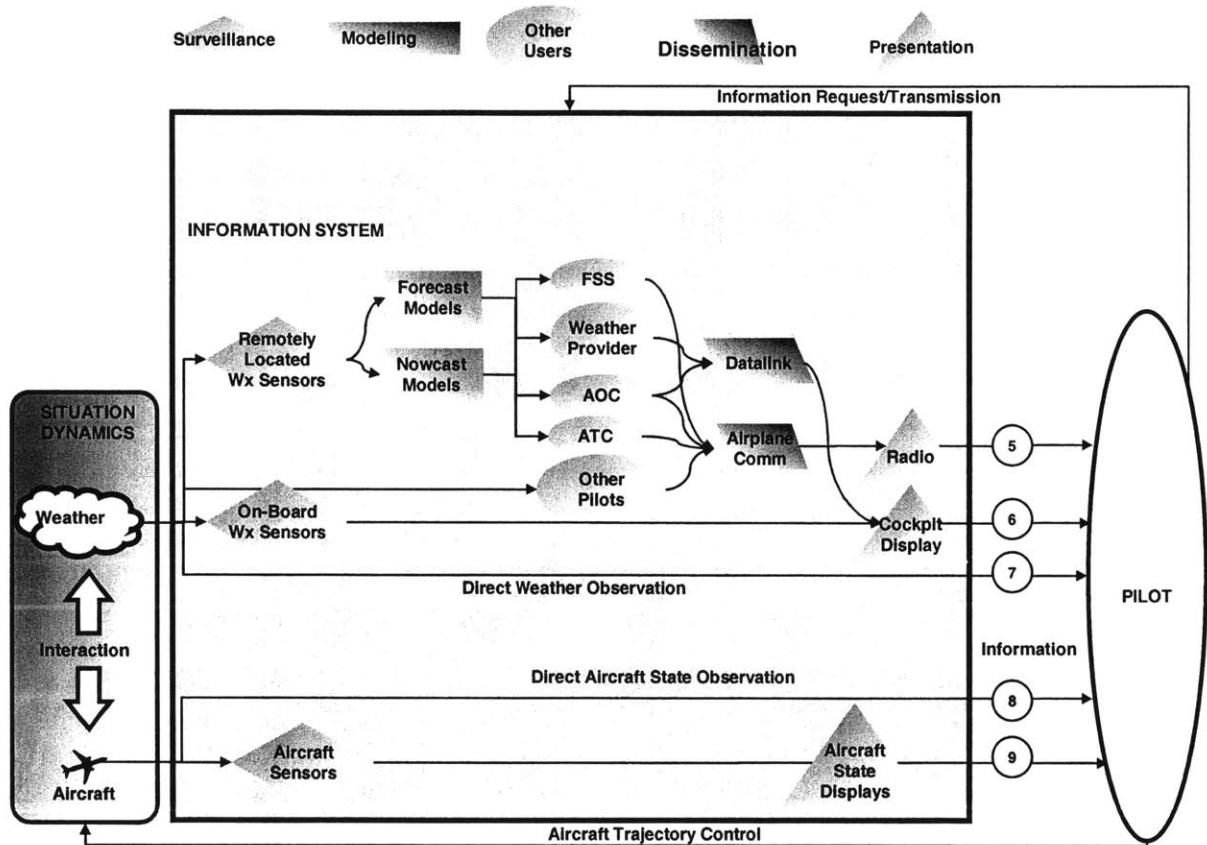 Surveillance
Modeling
Other
Users
Dissemination
Presentation
Information Request/Transmission
INFORMATION SYSTEM
Forecast
Models
FSS
Weather
Provider
Remotely
Located
Wx Sensors
Nowcast
Models
Datalink
AOC
SITUATION
DYNAMICS
ATC
Airplane
Comm
Radio
5
Other
Pilots
Weather
On-Board
Wx Sensors
Cockpit
Display
6
7
Direct Weather Observation
PILOT
Interaction
Information
Direct Aircraft State Observation
8
Aircraft
Sensors
Aircraft
State
Displays
9
Aircraft
Aircraft Trajectory Control